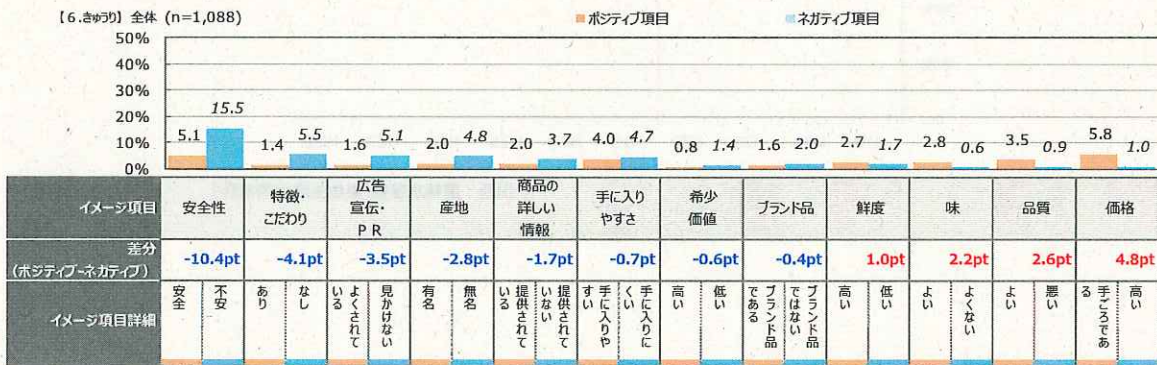 【6.きゅうり】全体 (n=1,088)
ポジティブ項目 ネガティブ項目
50%
40%
30%
20%
10%
0%
5.1 15.5 1.4 5.5 1.6 5.1 2.0 4.8 2.0 3.7 4.0 4.7 0.8 1.4 1.6 2.0 2.7 1.7 2.8 0.6 3.5 0.9 5.8 1.0
イメージ項目
安全性
特徴・
こだわり
広告
宣伝・
PR
産地
商品の
詳しい
情報
手に入り
やすさ
希少
価値
ブランド品
鮮度
味
品質
価格
差分
(ポジティブ-ネガティブ)
-10.4pt -4.1pt -3.5pt -2.8pt -1.7pt -0.7pt -0.6pt -0.4pt 1.0pt 2.2pt 2.6pt 4.8pt
イメージ項目詳細
安全
不安
あり
なし
よくされて
いる
見かけない
有名
無名
提供されて
いる
提供されて
いない
手に入りや
すい
手に入りに
くい
高い
低い
ブランド品
である
ブランド品
ではない
高い
低い
よい
よくない
よい
悪い
手ごろであ
る
高い